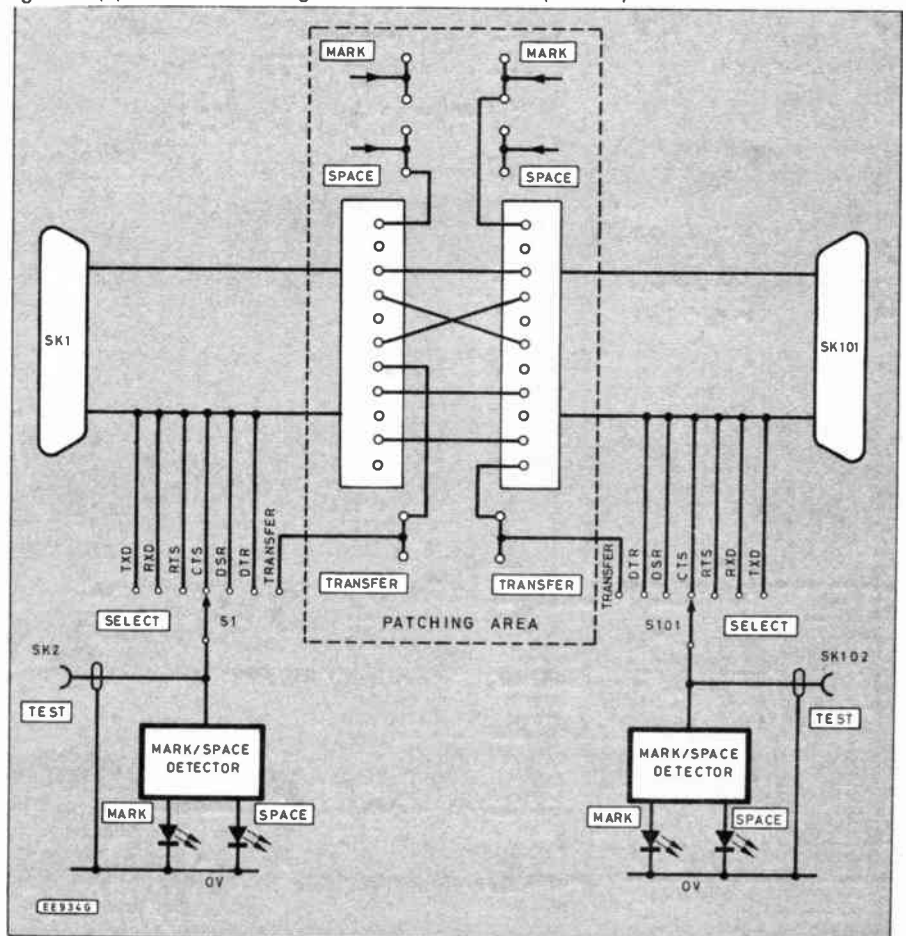 MARK
MARK
SPACE
SPACE
SK1
SK101
TXD
RXD
RTS
CTS
DSR
DTR
TRANSFER
TRANSFER
DTR
DSR
CTS
RTS
RXD
TXD
TRANSFER
TRANSFER
SELECT
S1
PATCHING AREA
S101
SELECT
SK2
SK102
TEST
TEST
MARK/SPACE
DETECTOR
MARK/SPACE
DETECTOR
MARK
SPACE
MARK
SPACE
0V
0V
EE934G